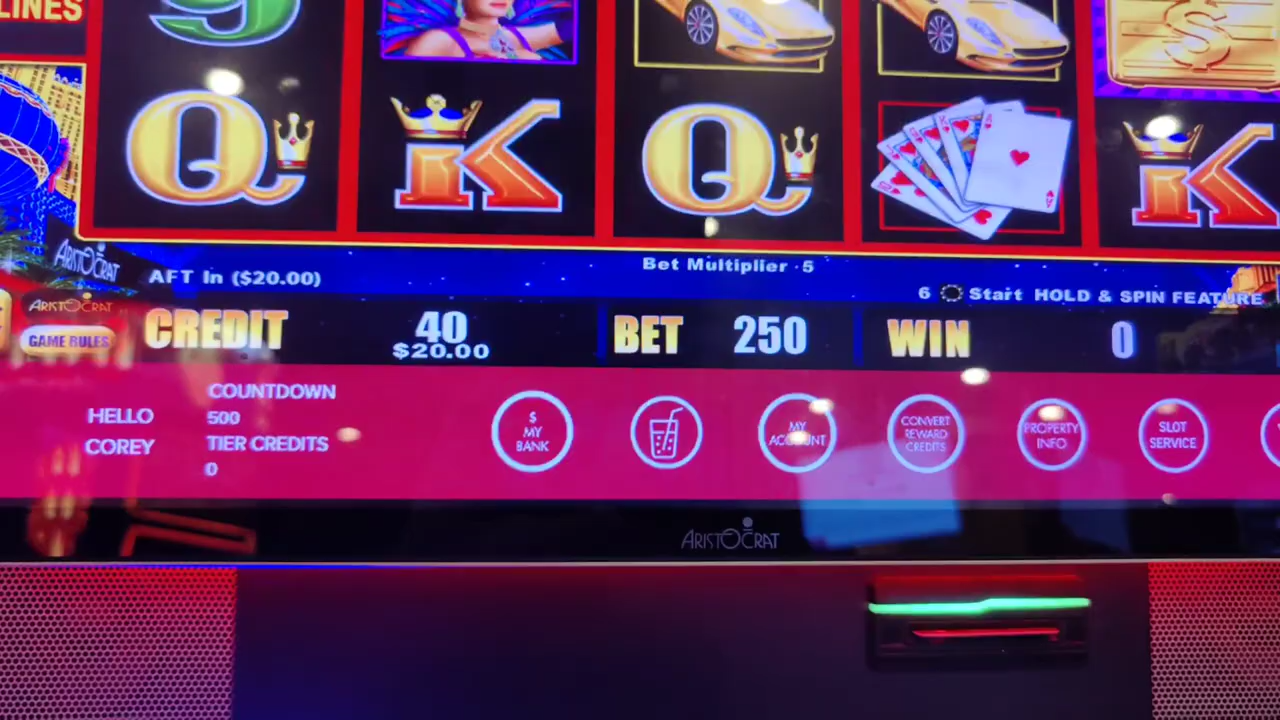 LINES
9
Q
K
Q
A
K
$
ARISTOCRAT
AFT In ($20.00)
Bet Multiplier · 5
6 Start HOLD & SPIN FEATURE
ARISTOCRAT
GAME RULES
CREDIT
40
$20.00
BET 250
WIN 0
HELLO
COREY
COUNTDOWN
500
TIER CREDITS
0
$
MY
BANK
MY
ACCOUNT
CONVERT
REWARD
CREDITS
PROPERTY
INFO
SLOT
SERVICE
ARISTOCRAT